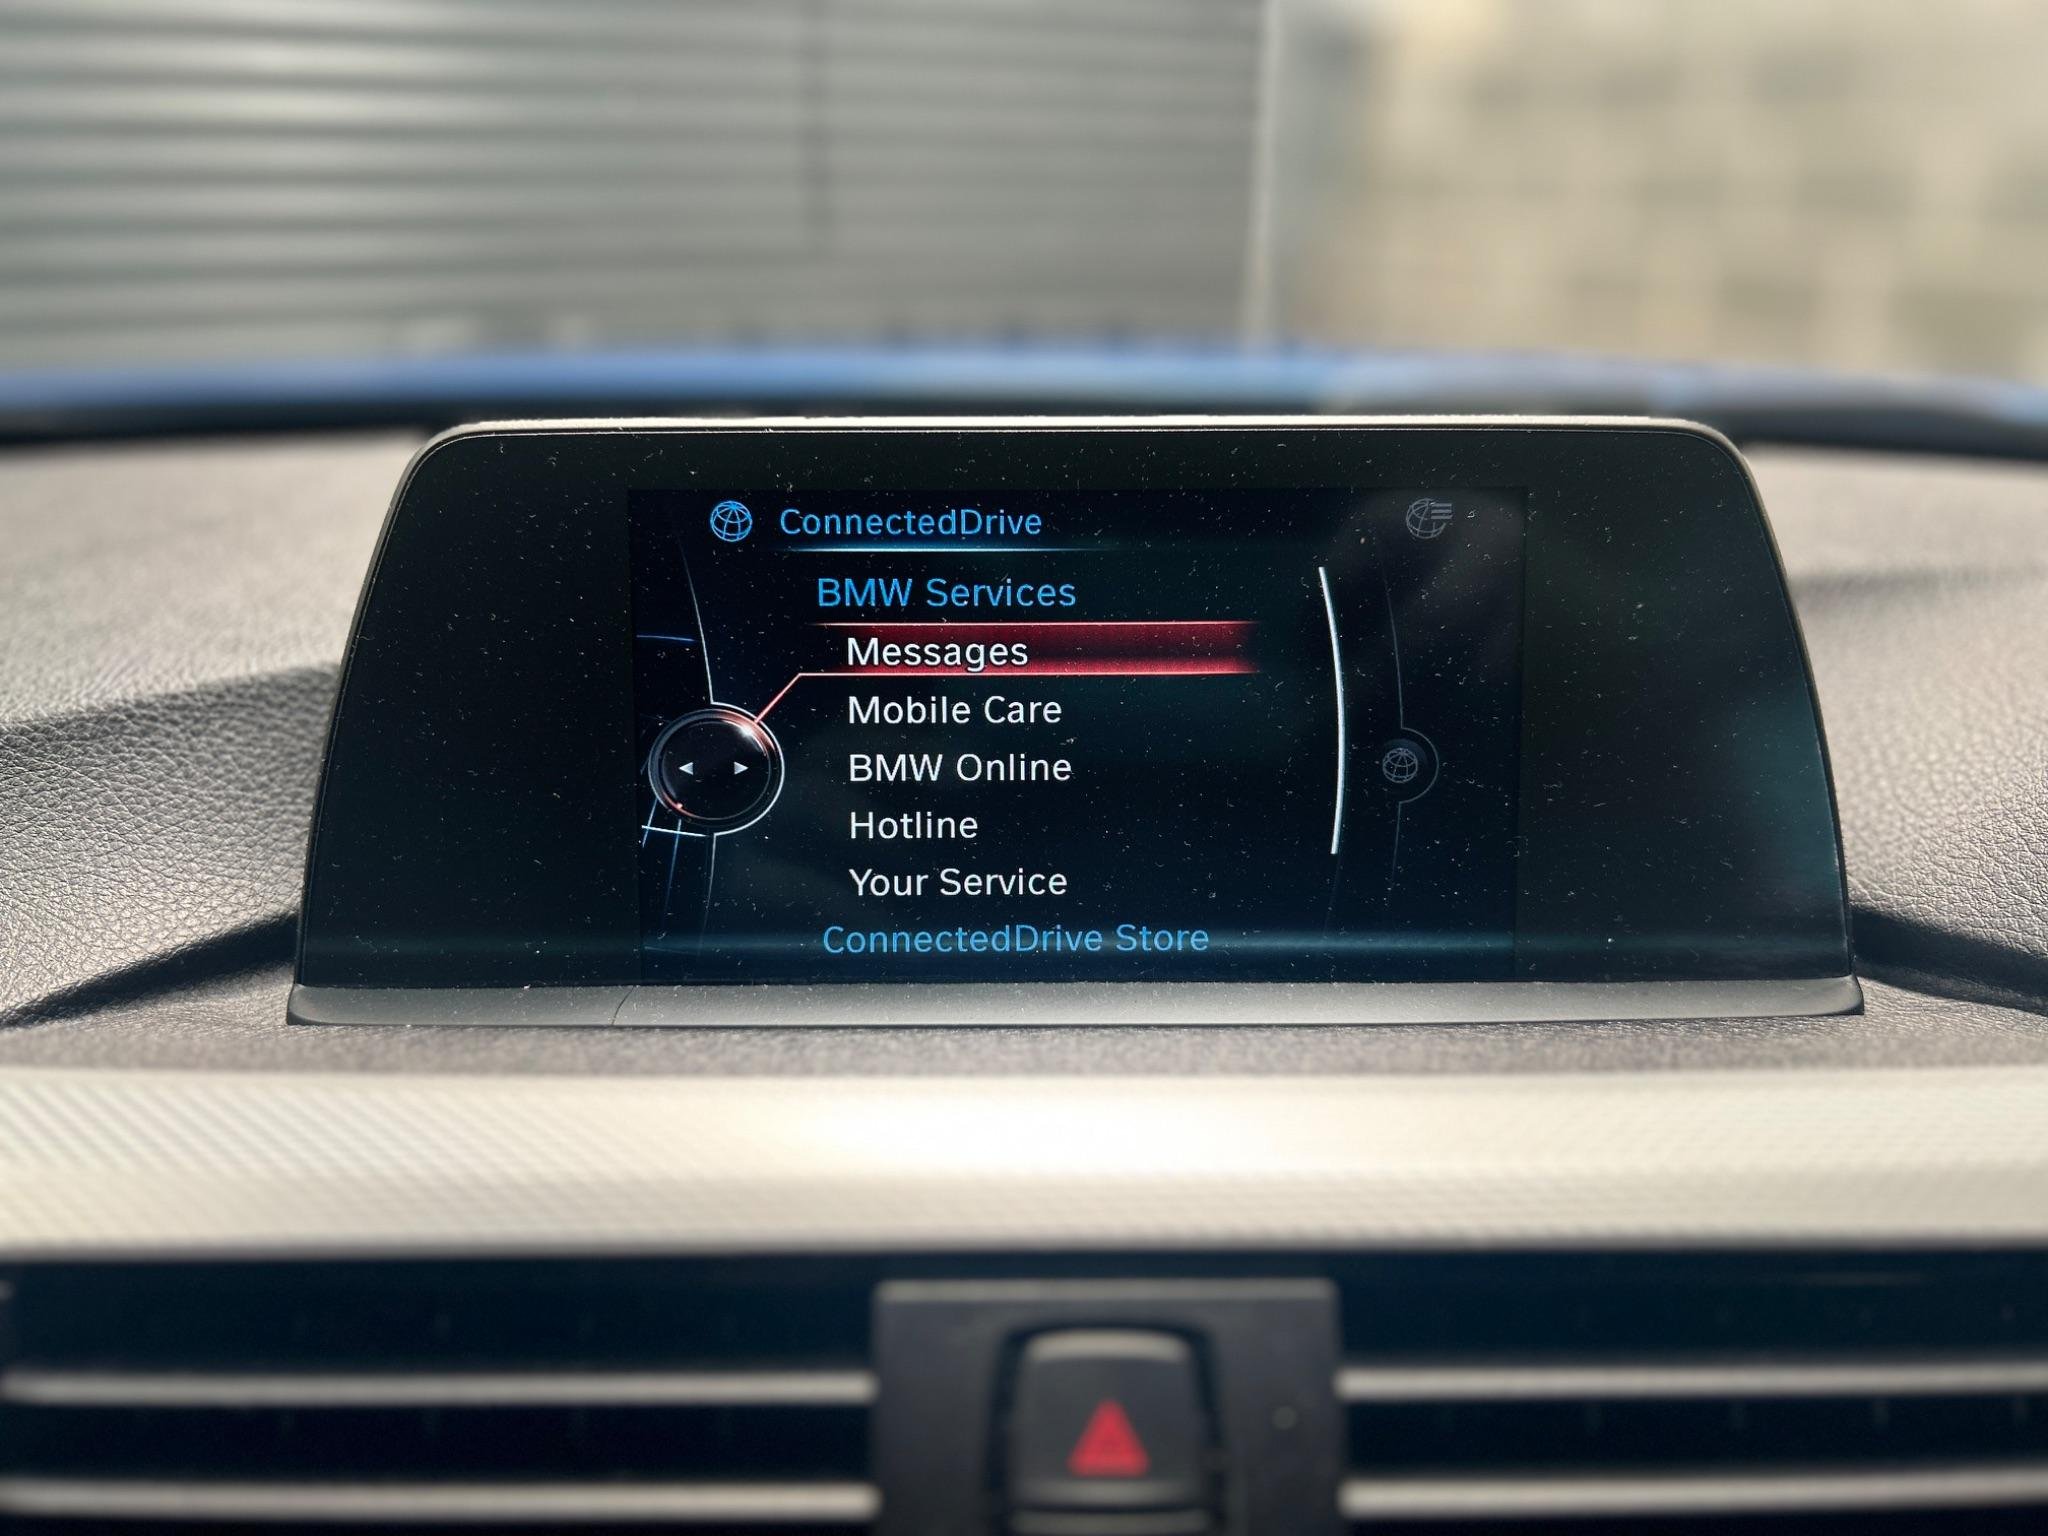 ConnectedDrive
BMW Services
Messages
Mobile Care
BMW Online
Hotline
Your Service
ConnectedDrive Store